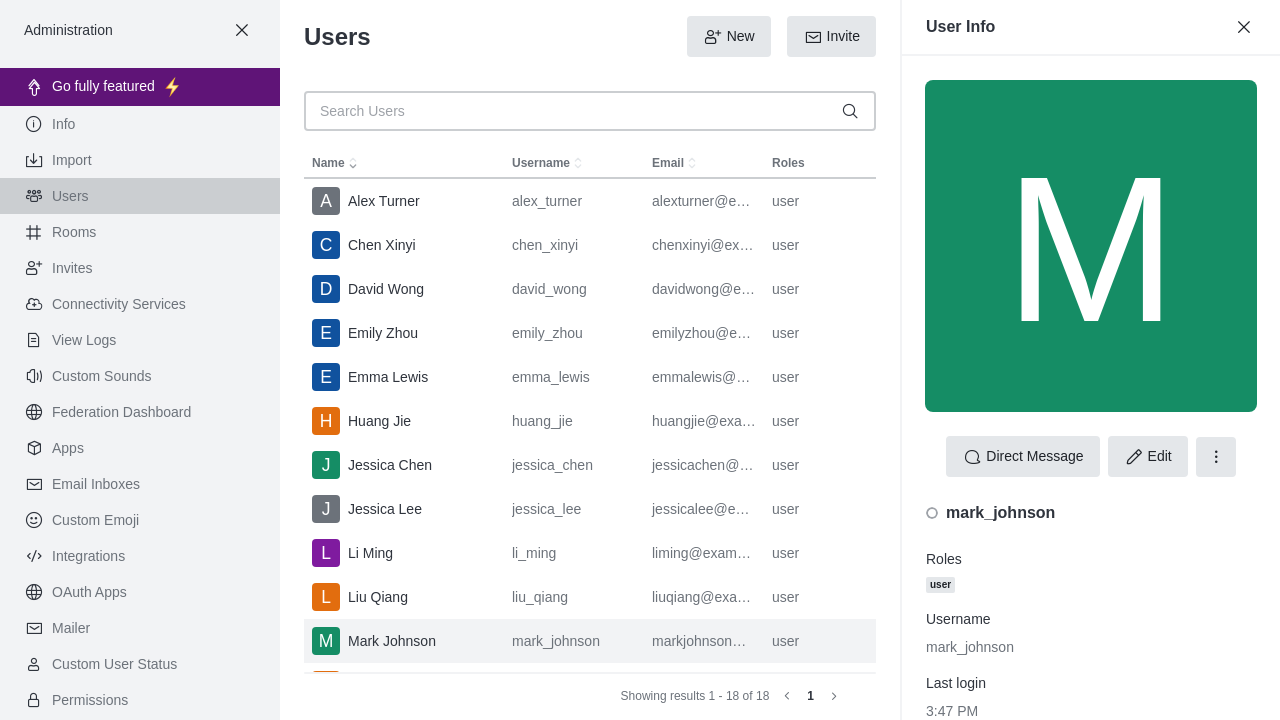 Administration
Go fully featured
Info
Import
Users
Rooms
Invites
Connectivity Services
View Logs
Custom Sounds
Federation Dashboard
Apps
Email Inboxes
Custom Emoji
Integrations
OAuth Apps
Mailer
Custom User Status
Permissions
Users
New
Invite
Search Users
Name Username Email Roles
A Alex Turner alex_turner alexturner@e… user
C Chen Xinyi chen_xinyi chenxinyi@ex… user
D David Wong david_wong davidwong@e… user
E Emily Zhou emily_zhou emilyzhou@e… user
E Emma Lewis emma_lewis emmalewis@… user
H Huang Jie huang_jie huangjie@exa… user
J Jessica Chen jessica_chen jessicachen@… user
J Jessica Lee jessica_lee jessicalee@e… user
L Li Ming li_ming liming@exam… user
L Liu Qiang liu_qiang liuqiang@exa… user
M Mark Johnson mark_johnson markjohnson… user
Showing results 1 - 18 of 18 1
User Info
M
Direct Message Edit
mark_johnson
Roles
user
Username
mark_johnson
Last login
3:47 PM